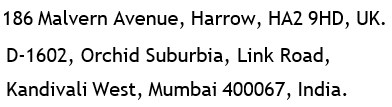 186 Malvern Avenue, Harrow, HA2 9HD, UK.
D-1602, Orchid Suburbia, Link Road,
Kandivali West, Mumbai 400067, India.